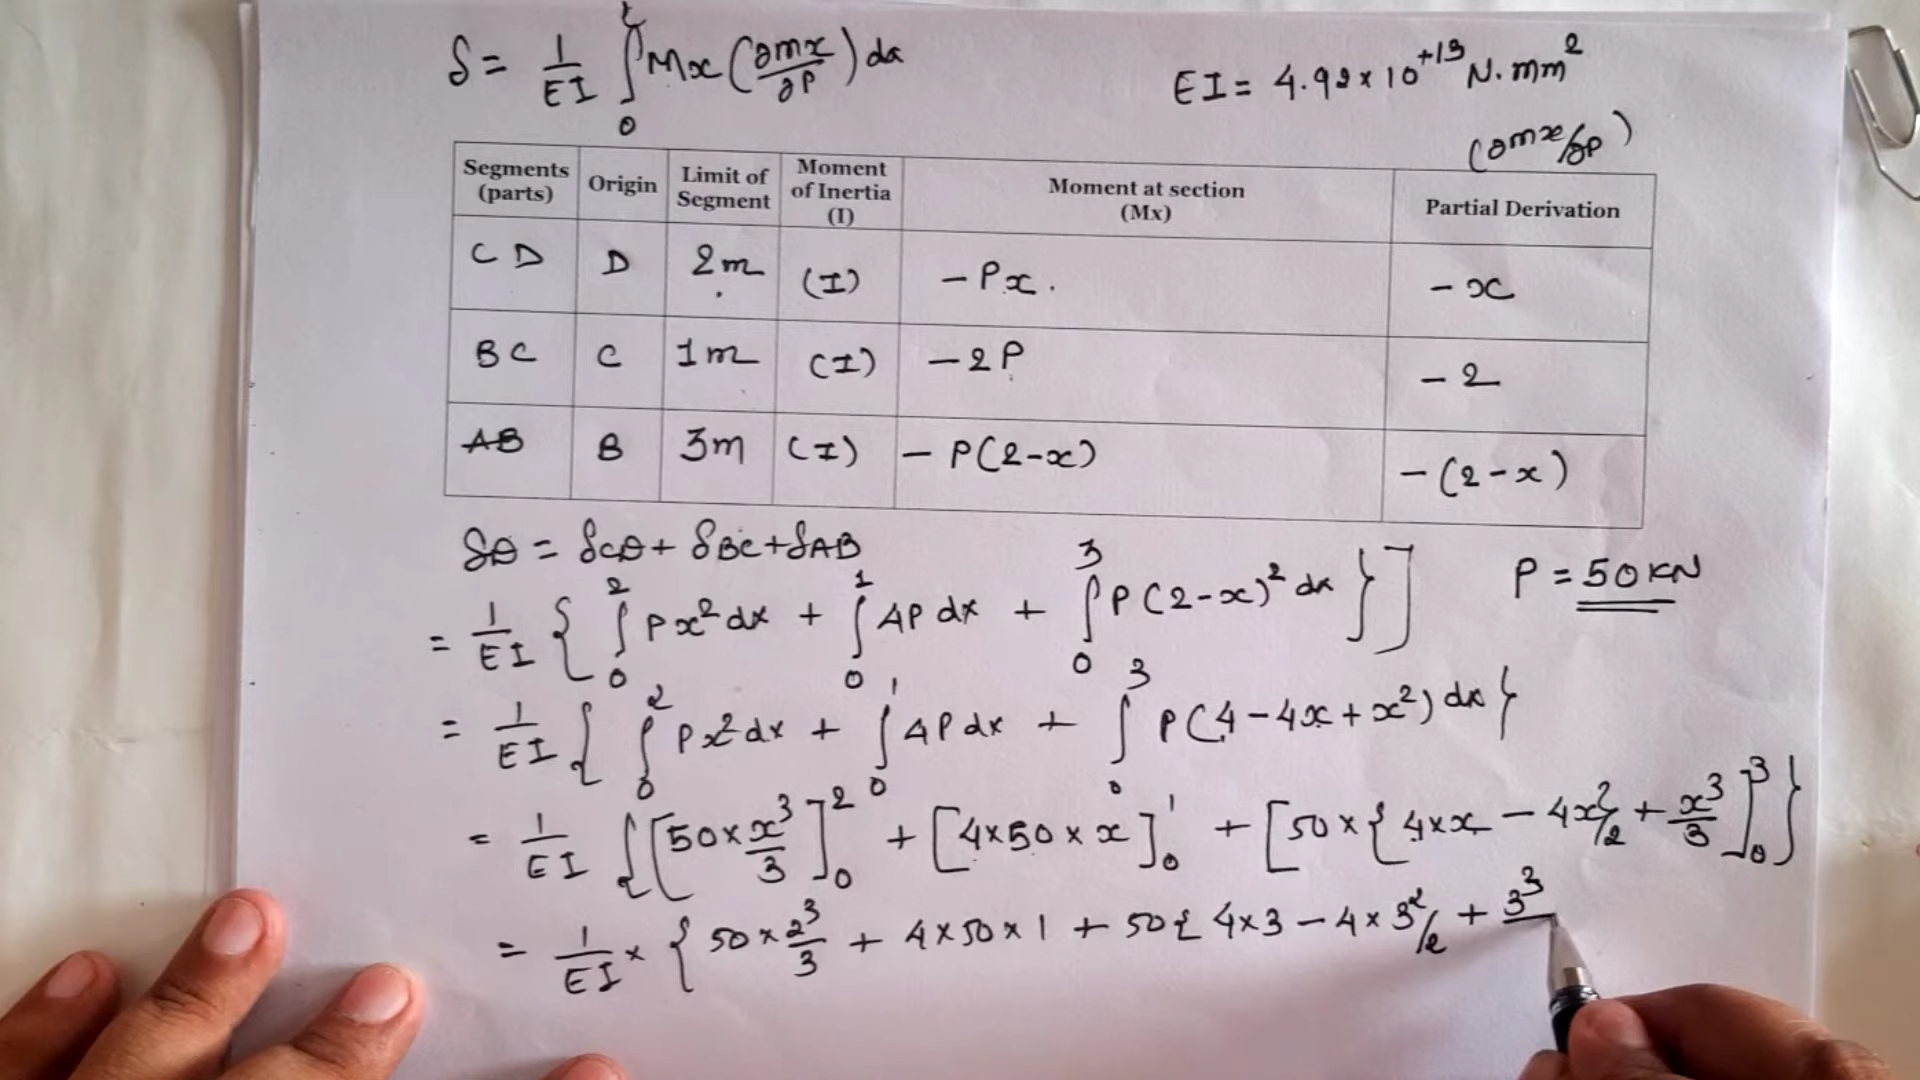 δ = 1/EI ∫₀ Mx (∂mx/∂P) dx
EI = 4.92 × 10⁺¹³ N.mm²
(∂mx/∂P)
Segments (parts) | Origin | Limit of Segment | Moment of Inertia (I) | Moment at section (Mx) | Partial Derivation
CD | D | 2m | (I) | -Px. | -x
BC | C | 1m | (I) | -2P | -2
AB | B | 3m | (I) | -P(2-x) | -(2-x)
δD = δCD + δBC + δAB
P = 50KN
= 1/EI { ∫₀² Px² dx + ∫₀¹ 4P dx + ∫₀³ P(2-x)² dx } ]
= 1/EI { ∫₀² Px² dx + ∫₀¹ 4P dx + ∫₀³ P(4-4x+x²) dx }
= 1/EI { [50 × x³/3]₀² + [4×50×x]₀¹ + [50 × { 4×x - 4x²/2 + x³/3 ]₀³ }
= 1/EI × { 50 × 2³/3 + 4×50×1 + 50 { 4×3 - 4×3²/2 + 3³